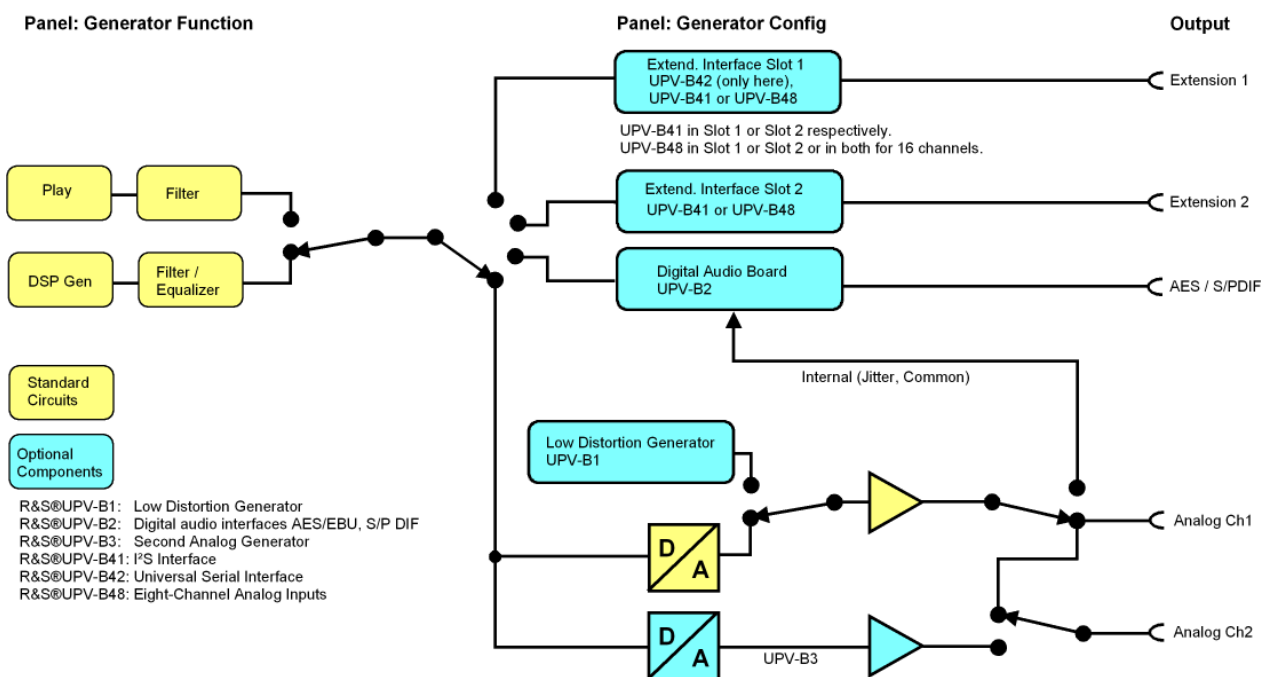 Panel: Generator Function
Panel: Generator Config
Output
Extend. Interface Slot 1
UPV-B42 (only here),
UPV-B41 or UPV-B48
Extension 1
UPV-B41 in Slot 1 or Slot 2 respectively.
UPV-B48 in Slot 1 or Slot 2 or in both for 16 channels.
Play
Filter
Extend. Interface Slot 2
UPV-B41 or UPV-B48
Extension 2
DSP Gen
Filter /
Equalizer
Digital Audio Board
UPV-B2
AES / S/PDIF
Internal (Jitter, Common)
Standard
Circuits
Optional
Components
Low Distortion Generator
UPV-B1
R&S®UPV-B1: Low Distortion Generator
R&S®UPV-B2: Digital audio interfaces AES/EBU, S/P DIF
R&S®UPV-B3: Second Analog Generator
R&S®UPV-B41: I²S Interface
R&S®UPV-B42: Universal Serial Interface
R&S®UPV-B48: Eight-Channel Analog Inputs
D
A
Analog Ch1
D
A
UPV-B3
Analog Ch2